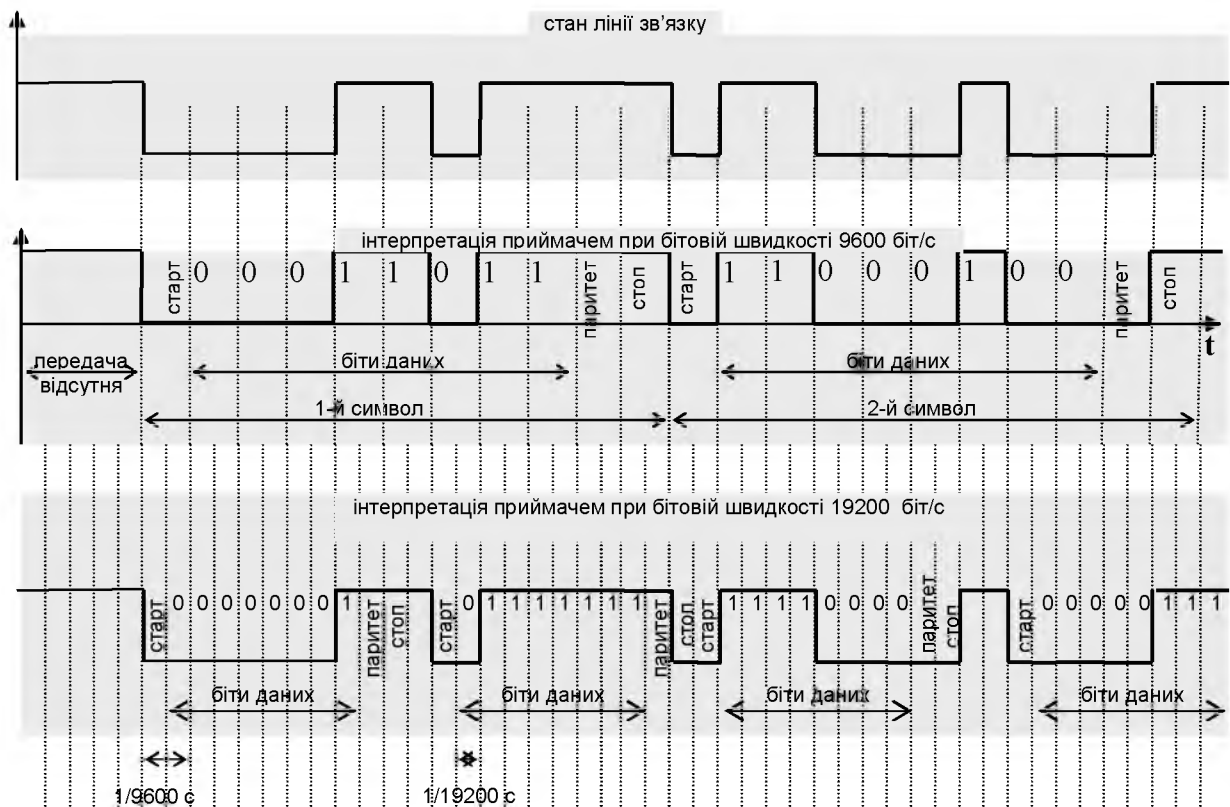 стан лінії зв’язку
інтерпретація приймачем при бітовій швидкості 9600 біт/с
старт 0 0 0 1 1 0 1 1 паритет стоп старт 1 1 0 0 0 1 0 0 паритет стоп
t
передача відсутня
біти даних
біти даних
1-й символ
2-й символ
інтерпретація приймачем при бітовій швидкості 19200 біт/с
старт 0 0 0 0 0 0 0 1 паритет стоп старт 0 1 1 1 1 1 1 1 паритет стоп старт 1 1 1 1 0 0 0 0 паритет стоп старт 0 0 0 0 0 1 1 1
біти даних
біти даних
біти даних
біти даних
1/9600 с
1/19200 с